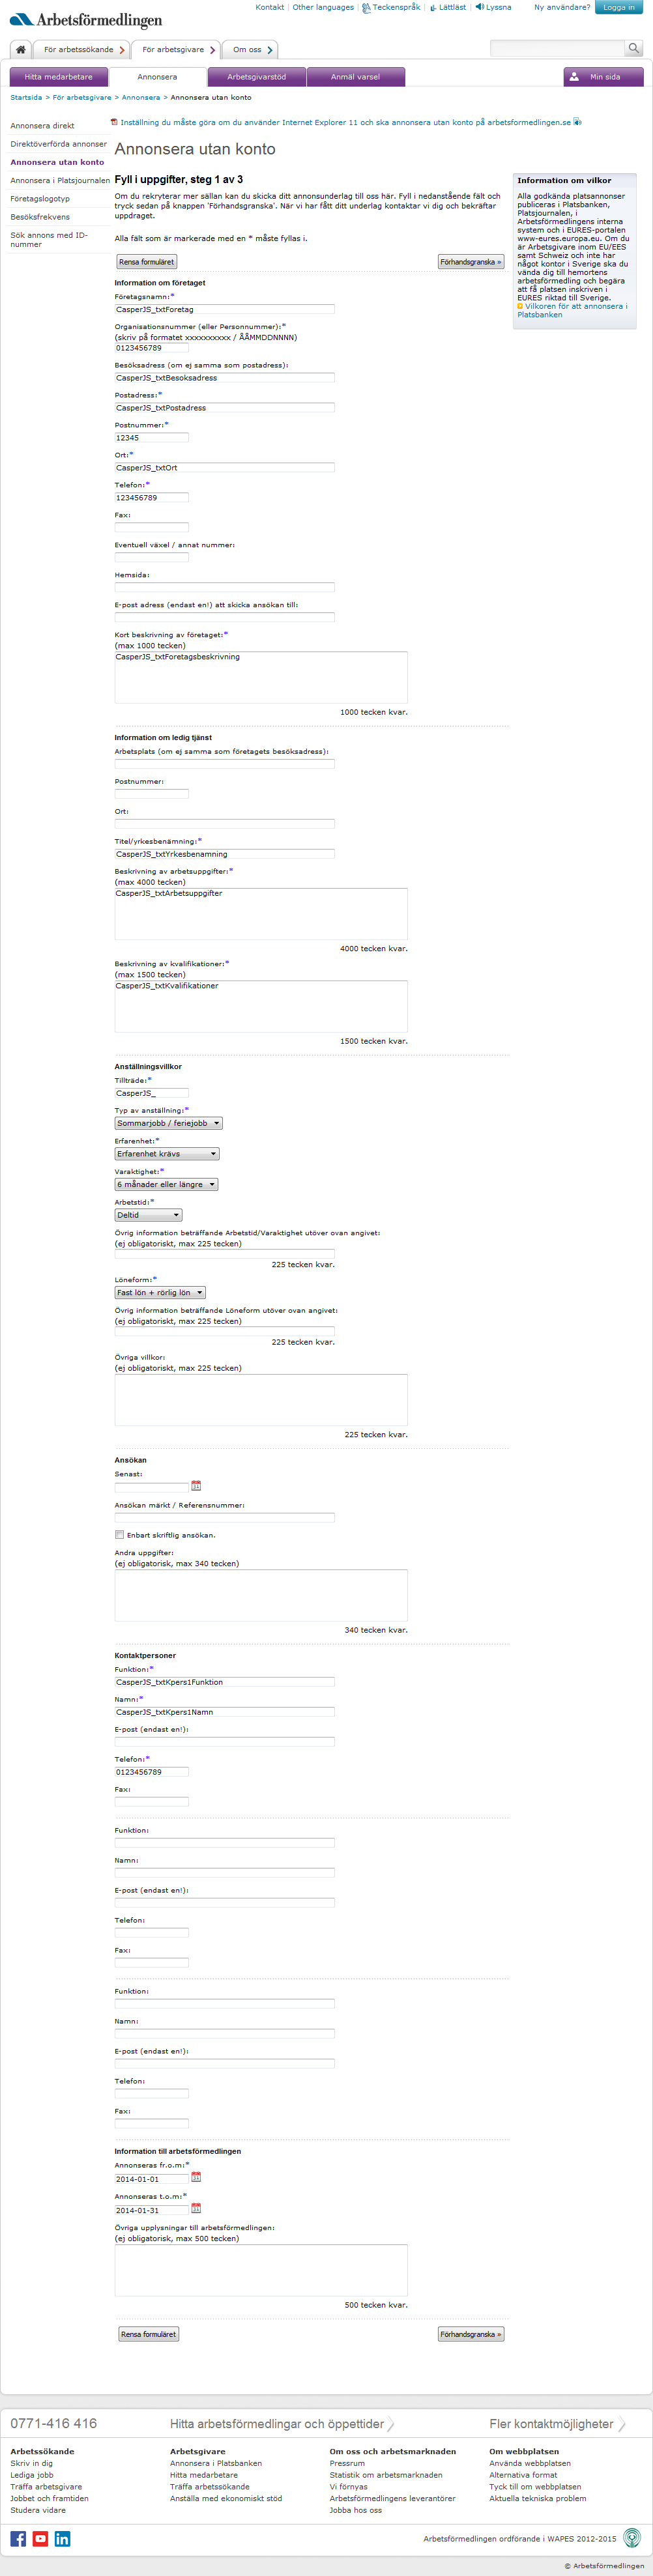 Kontakt | Other languages | Teckenspråk | Lättläst | Lyssna Ny användare? Logga in
Arbetsförmedlingen
För arbetssökande För arbetsgivare Om oss
Hitta medarbetare Annonsera Arbetsgivarstöd Anmäl varsel Min sida
Startsida > För arbetsgivare > Annonsera > Annonsera utan konto
Annonsera direkt
Direktöverförda annonser
Annonsera utan konto
Annonsera i Platsjournalen
Företagslogotyp
Besöksfrekvens
Sök annons med ID-
nummer
Inställning du måste göra om du använder Internet Explorer 11 och ska annonsera utan konto på arbetsformedlingen.se
Annonsera utan konto
Fyll i uppgifter, steg 1 av 3
Om du rekryterar mer sällan kan du skicka ditt annonsunderlag till oss här. Fyll i nedanstående fält och
tryck sedan på knappen 'Förhandsgranska'. När vi har fått ditt underlag kontaktar vi dig och bekräftar
uppdraget.
Alla fält som är markerade med en * måste fyllas i.
Rensa formuläret Förhandsgranska »
Information om vilkor
Alla godkända platsannonser
publiceras i Platsbanken,
Platsjournalen, i
Arbetsförmedlingens interna
system och i EURES-portalen
www-eures.europa.eu. Om du
är Arbetsgivare inom EU/EES
samt Schweiz och inte har
något kontor i Sverige ska du
vända dig till hemortens
arbetsförmedling och begära
att få platsen inskriven i
EURES riktad till Sverige.
Vilkoren för att annonsera i
Platsbanken
Information om företaget
Företagsnamn:*
CasperJS_txtForetag
Organisationsnummer (eller Personnummer):*
(skriv på formatet xxxxxxxxxx / ÅÅMMDDNNNN)
0123456789
Besöksadress (om ej samma som postadress):
CasperJS_txtBesoksadress
Postadress:*
CasperJS_txtPostadress
Postnummer:*
12345
Ort:*
CasperJS_txtOrt
Telefon:*
123456789
Fax:
Eventuell växel / annat nummer:
Hemsida:
E-post adress (endast en!) att skicka ansökan till:
Kort beskrivning av företaget:*
(max 1000 tecken)
CasperJS_txtForetagsbeskrivning
1000 tecken kvar.
Information om ledig tjänst
Arbetsplats (om ej samma som företagets besöksadress):
Postnummer:
Ort:
Titel/yrkesbenämning:*
CasperJS_txtYrkesbenamning
Beskrivning av arbetsuppgifter:*
(max 4000 tecken)
CasperJS_txtArbetsuppgifter
4000 tecken kvar.
Beskrivning av kvalifikationer:*
(max 1500 tecken)
CasperJS_txtKvalifikationer
1500 tecken kvar.
Anställningsvillkor
Tillträde:*
CasperJS_
Typ av anställning:*
Sommarjobb / feriejobb
Erfarenhet:*
Erfarenhet krävs
Varaktighet:*
6 månader eller längre
Arbetstid:*
Deltid
Övrig information beträffande Arbetstid/Varaktighet utöver ovan angivet:
(ej obligatoriskt, max 225 tecken)
225 tecken kvar.
Löneform:*
Fast lön + rörlig lön
Övrig information beträffande Löneform utöver ovan angivet:
(ej obligatoriskt, max 225 tecken)
225 tecken kvar.
Övriga villkor:
(ej obligatoriskt, max 225 tecken)
225 tecken kvar.
Ansökan
Senast:
Ansökan märkt / Referensnummer:
Enbart skriftlig ansökan.
Andra uppgifter:
(ej obligatorisk, max 340 tecken)
340 tecken kvar.
Kontaktpersoner
Funktion:*
CasperJS_txtKpers1Funktion
Namn:*
CasperJS_txtKpers1Namn
E-post (endast en!):
Telefon:*
0123456789
Fax:
Funktion:
Namn:
E-post (endast en!):
Telefon:
Fax:
Funktion:
Namn:
E-post (endast en!):
Telefon:
Fax:
Information till arbetsförmedlingen
Annonseras fr.o.m:*
2014-01-01
Annonseras t.o.m:*
2014-01-31
Övriga upplysningar till arbetsförmedlingen:
(ej obligatorisk, max 500 tecken)
500 tecken kvar.
Rensa formuläret Förhandsgranska »
0771-416 416 Hitta arbetsförmedlingar och öppettider Fler kontaktmöjligheter
Arbetssökande
Skriv in dig
Lediga jobb
Träffa arbetsgivare
Jobbet och framtiden
Studera vidare
Arbetsgivare
Annonsera i Platsbanken
Hitta medarbetare
Träffa arbetssökande
Anställa med ekonomiskt stöd
Om oss och arbetsmarknaden
Pressrum
Statistik om arbetsmarknaden
Vi förnyas
Arbetsförmedlingens leverantörer
Jobba hos oss
Om webbplatsen
Använda webbplatsen
Alternativa format
Tyck till om webbplatsen
Aktuella tekniska problem
Arbetsförmedlingen ordförande i WAPES 2012-2015
© Arbetsförmedlingen